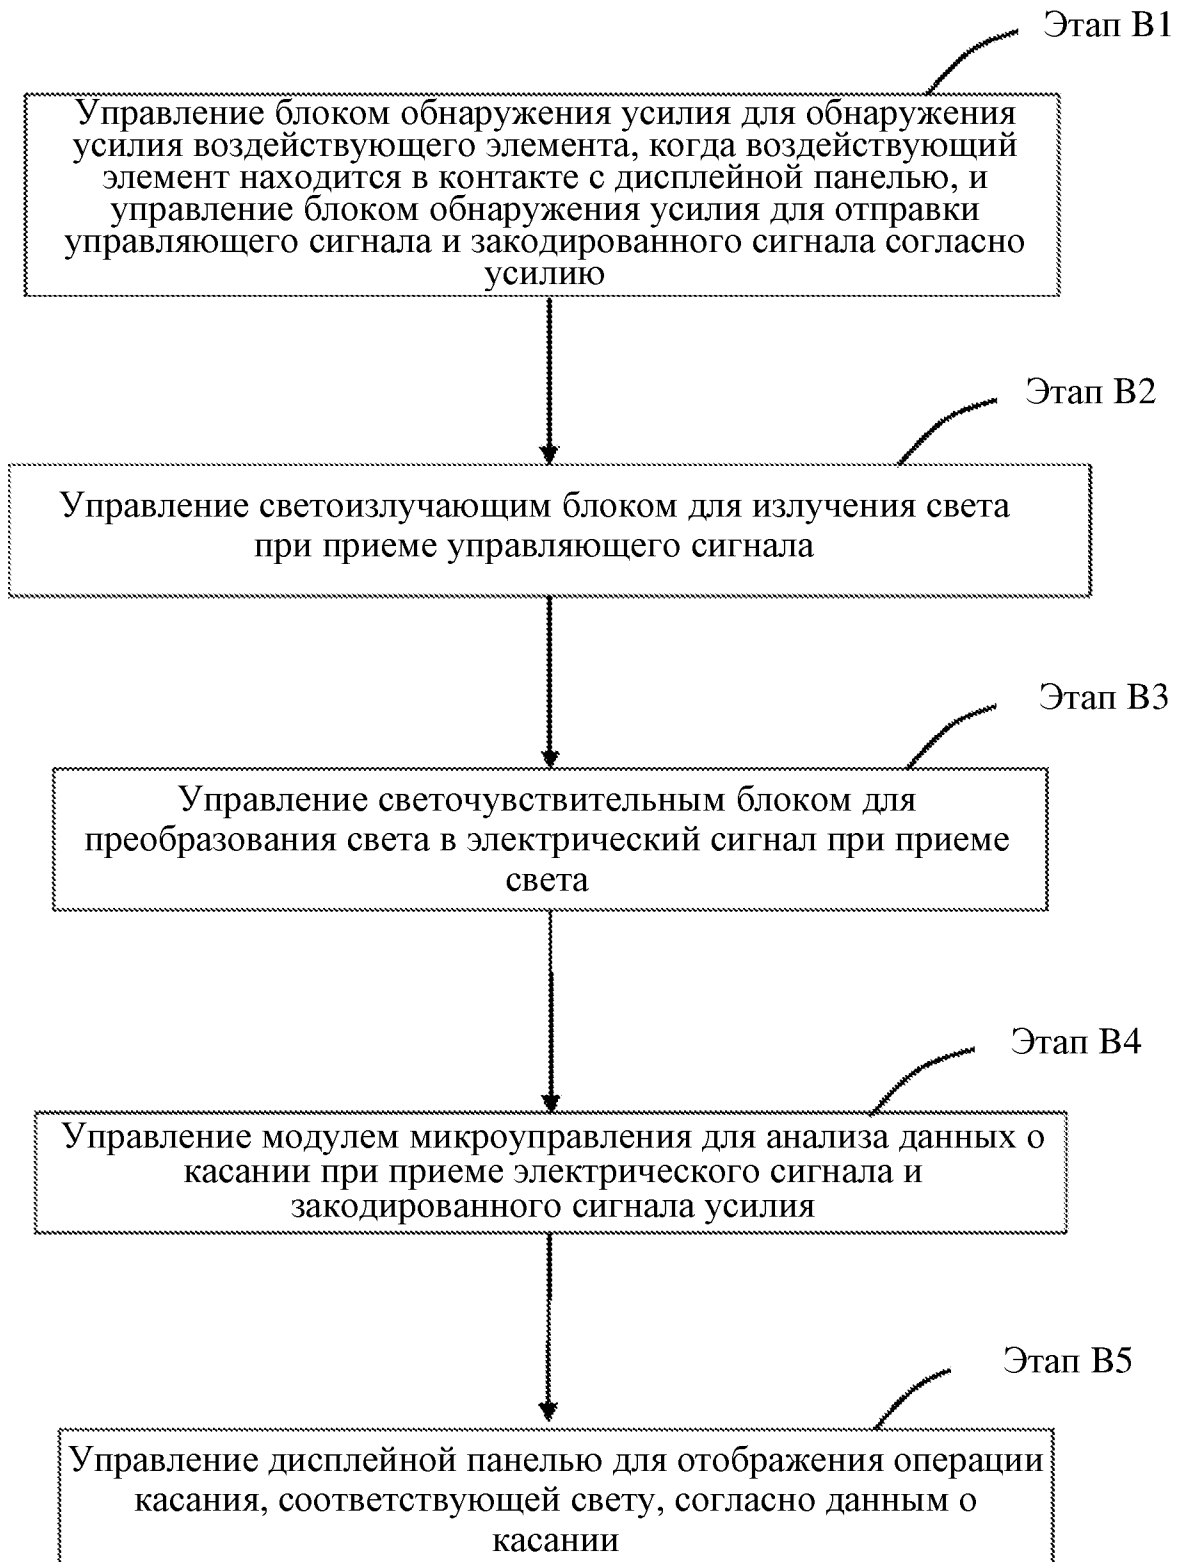 Этап B1
Управление блоком обнаружения усилия для обнаружения
усилия воздействующего элемента, когда воздействующий
элемент находится в контакте с дисплейной панелью, и
управление блоком обнаружения усилия для отправки
управляющего сигнала и закодированного сигнала согласно
усилию
Этап B2
Управление светоизлучающим блоком для излучения света
при приеме управляющего сигнала
Этап B3
Управление светочувствительным блоком для
преобразования света в электрический сигнал при приеме
света
Этап B4
Управление модулем микроуправления для анализа данных о
касании при приеме электрического сигнала и
закодированного сигнала усилия
Этап B5
Управление дисплейной панелью для отображения операции
касания, соответствующей свету, согласно данным о
касании